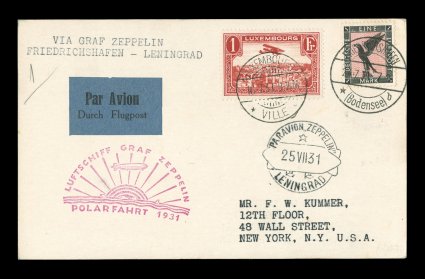 VIA GRAF ZEPPELIN
FRIEDRICHSHAFEN - LENINGRAD
Par Avion
Durch Flugpost
1
LUXEMBOURG
Fr.
EINE
MARK
VILLE
(Bodensee) d
LUFTSCHIFF GRAF ZEPPELIN
POLARFAHRT 1931
PAR AVION "ZEPPELIN"
25 VII 31
LENINGRAD
MR. F. W. KUMMER,
12TH FLOOR,
48 WALL STREET,
NEW YORK, N.Y. U.S.A.